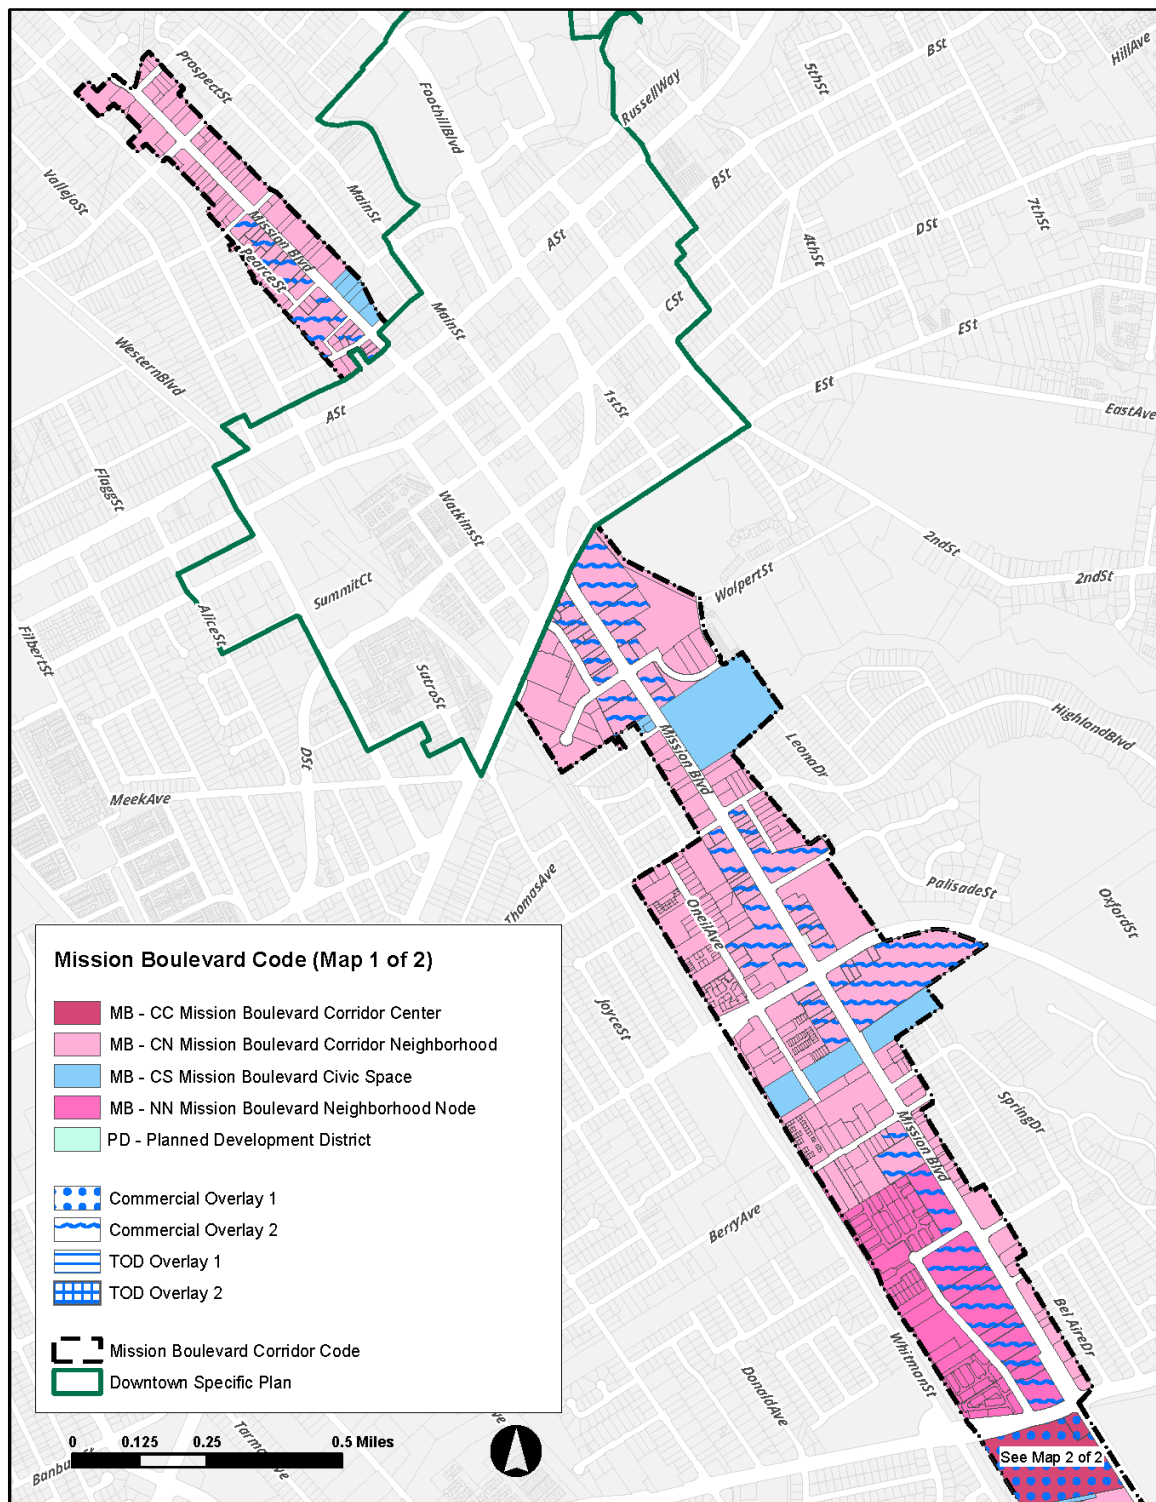 BSt
HillAve
5thSt
ProspectSt
RussellWay
FoothillBlvd
VallejoSt
MainSt
BSt
7thSt
DSt
4thSt
ASt
Mission Blvd
PearceSt
CSt
MainSt
ESt
WesternBlvd
ESt
1stSt
EastAve
ASt
FlaggSt
WatkinsSt
2ndSt
2ndSt
WalpertSt
SummitCt
AliceSt
FilbertSt
SutroSt
HighlandBlvd
Mission Blvd
LeonaDr
DSt
MeekAve
ThomasAve
PalisadeSt
OxfordSt
OneilAve
JoyceSt
SpringDr
Mission Blvd
BerryAve
Bel AireDr
WhitmanSt
DonaldAve
Mission Boulevard Code (Map 1 of 2)
MB - CC Mission Boulevard Corridor Center
MB - CN Mission Boulevard Corridor Neighborhood
MB - CS Mission Boulevard Civic Space
MB - NN Mission Boulevard Neighborhood Node
PD - Planned Development District
Commercial Overlay 1
Commercial Overlay 2
TOD Overlay 1
TOD Overlay 2
Mission Boulevard Corridor Code
Downtown Specific Plan
0 0.125 0.25 0.5 Miles
See Map 2 of 2